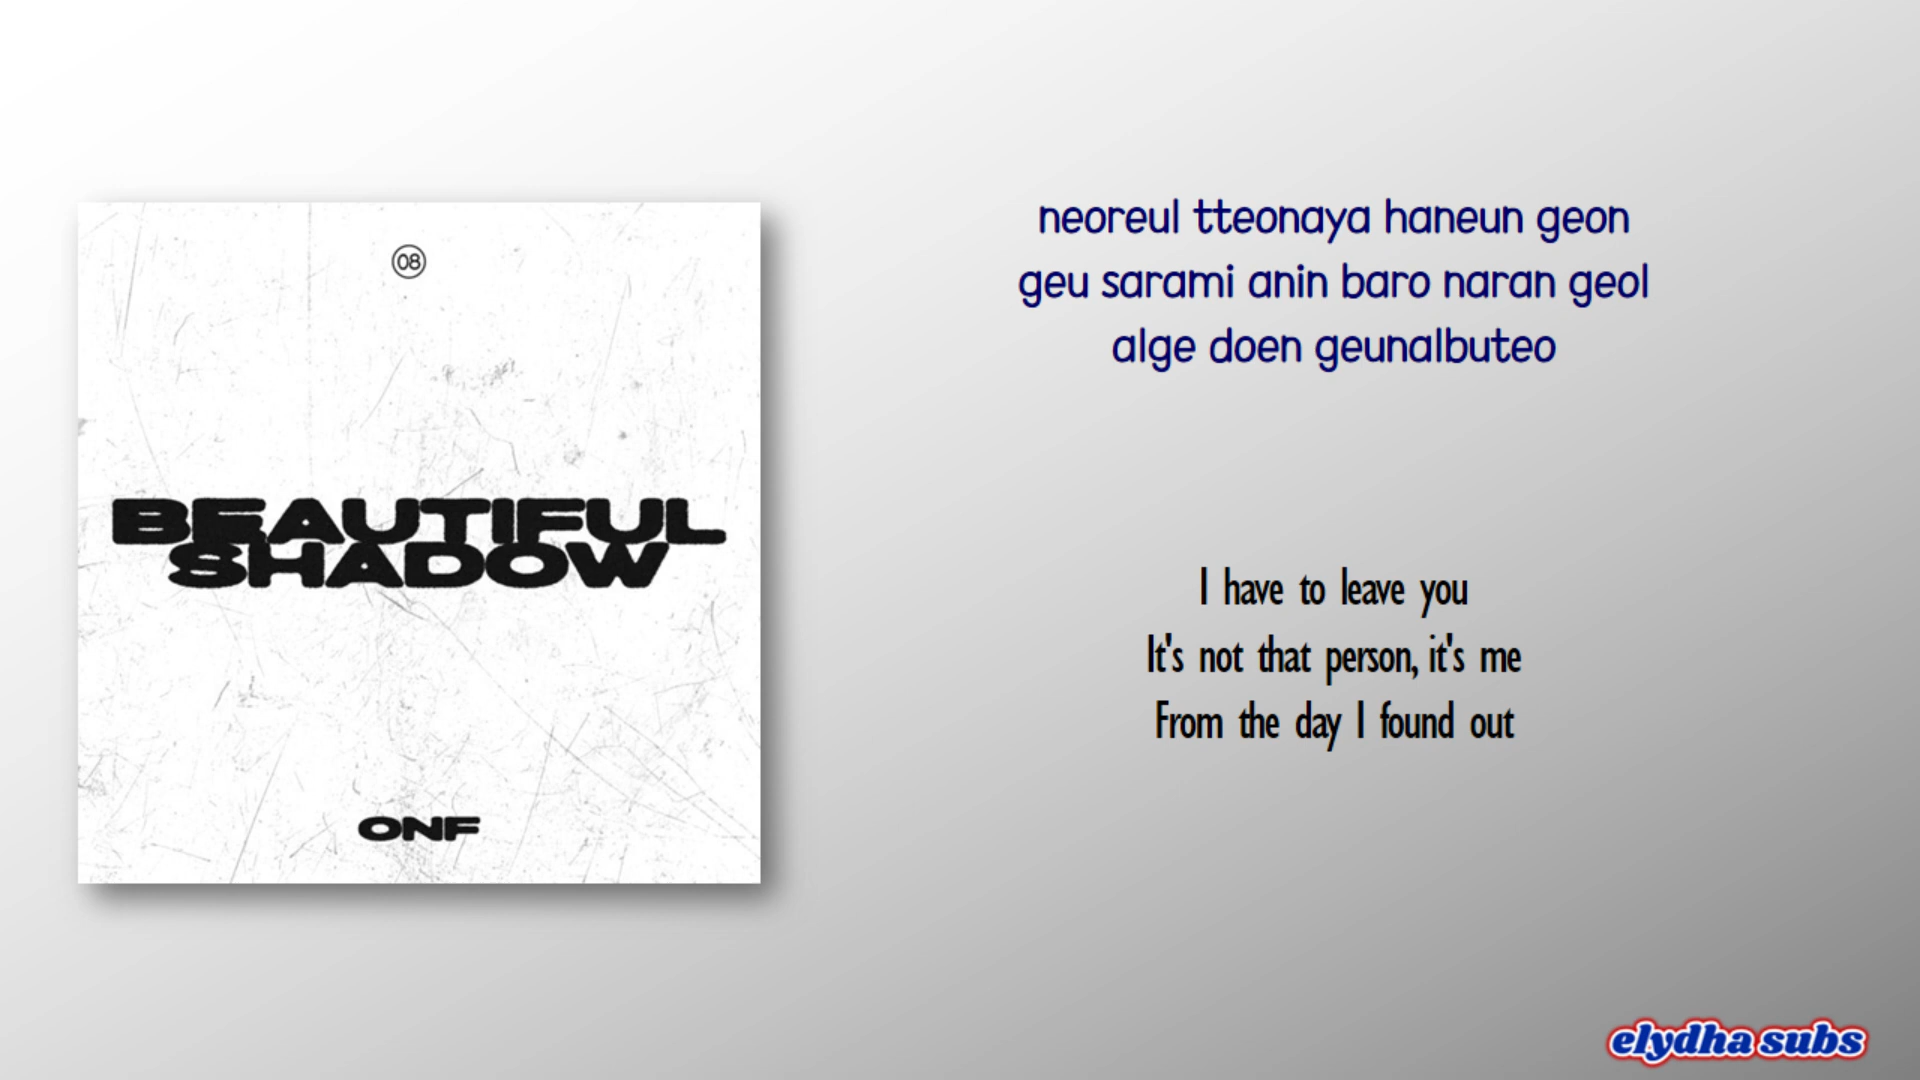 08
BEAUTIFUL
SHADOW
ONF
neoreul tteonaya haneun geon
geu sarami anin baro naran geol
alge doen geunalbuteo
I have to leave you
It's not that person, it's me
From the day I found out
elydha subs